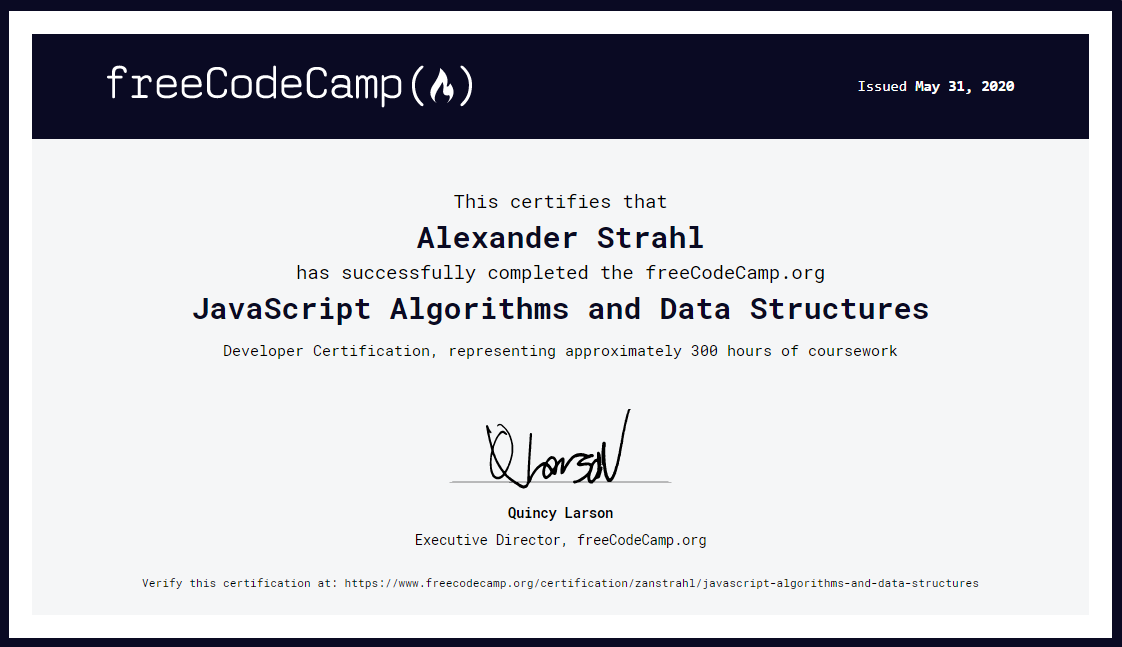 freeCodeCamp
Issued May 31, 2020
This certifies that
Alexander Strahl
has successfully completed the freeCodeCamp.org
JavaScript Algorithms and Data Structures
Developer Certification, representing approximately 300 hours of coursework
Q Larson
Quincy Larson
Executive Director, freeCodeCamp.org
Verify this certification at: https://www.freecodecamp.org/certification/zanstrahl/javascript-algorithms-and-data-structures